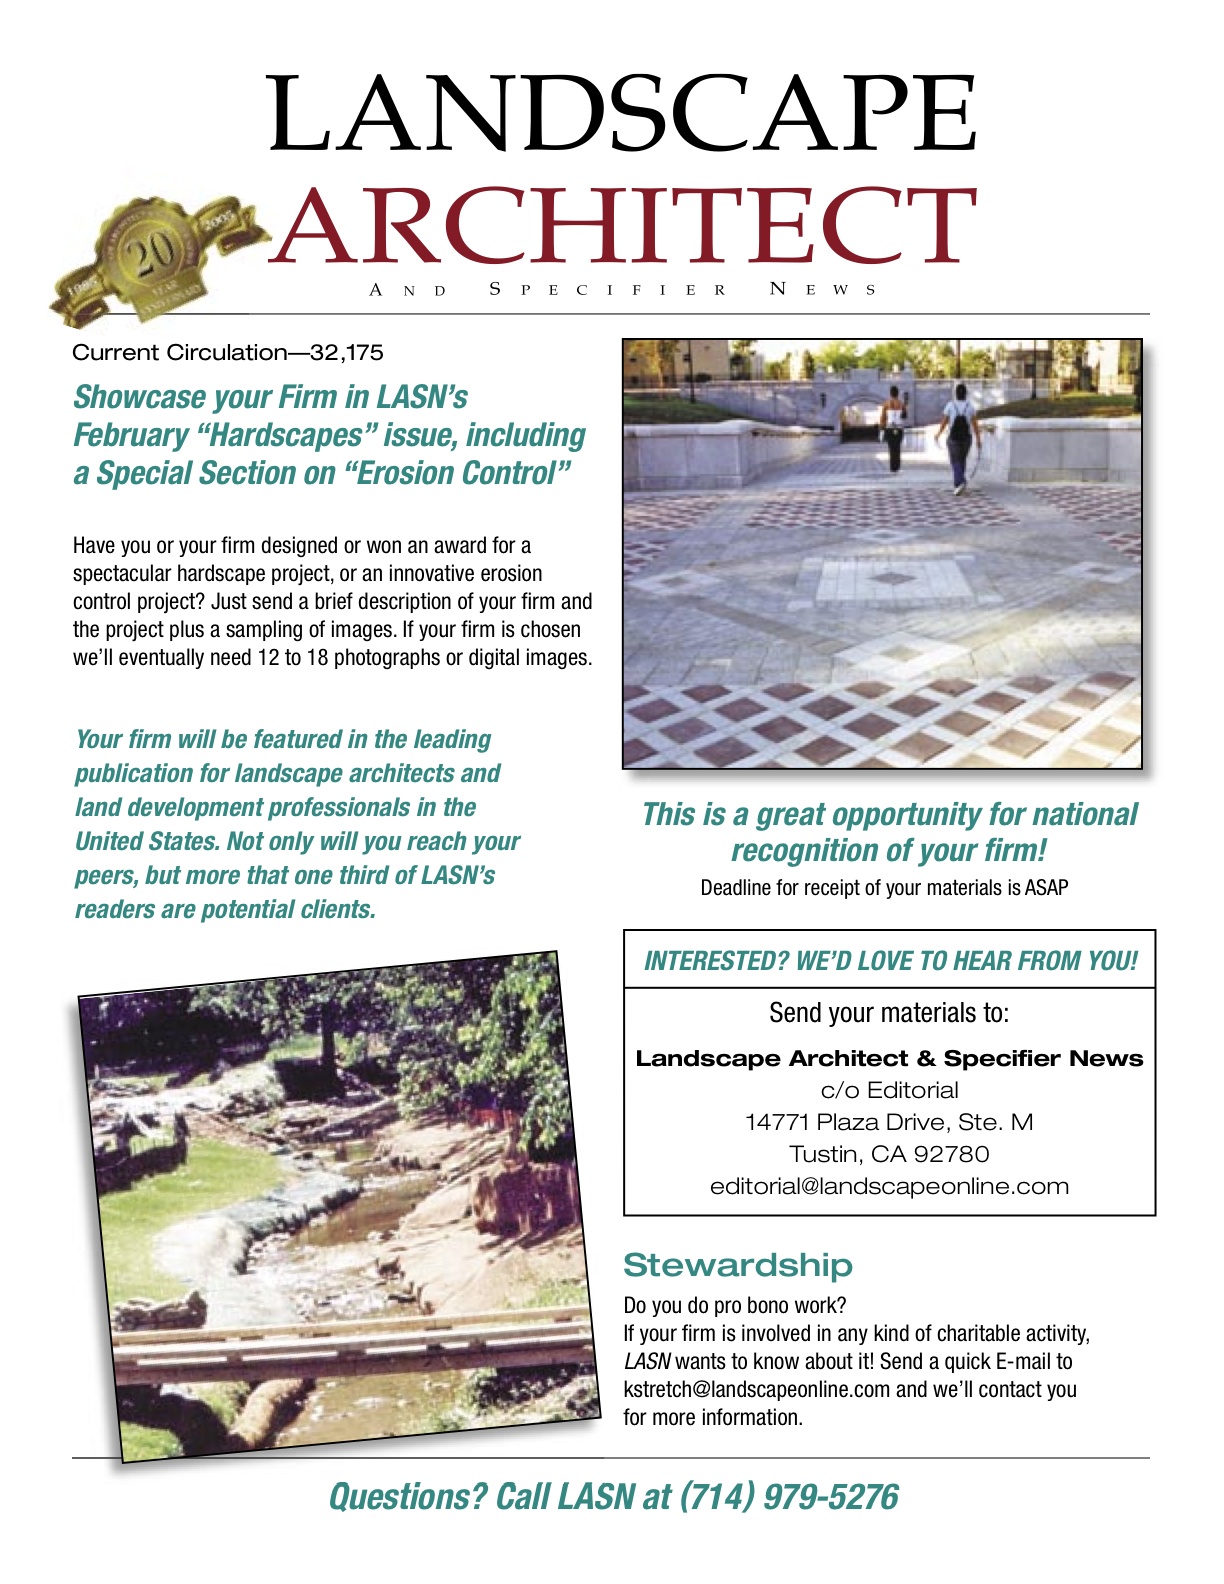 LANDSCAPE
ARCHITECT
AND SPECIFIER NEWS
1985
20
2005
YEAR
ANNIVERSARY
Current Circulation—32,175
Showcase your Firm in LASN’s
February “Hardscapes” issue, including
a Special Section on “Erosion Control”
Have you or your firm designed or won an award for a
spectacular hardscape project, or an innovative erosion
control project? Just send a brief description of your firm and
the project plus a sampling of images. If your firm is chosen
we’ll eventually need 12 to 18 photographs or digital images.
Your firm will be featured in the leading
publication for landscape architects and
land development professionals in the
United States. Not only will you reach your
peers, but more that one third of LASN’s
readers are potential clients.
This is a great opportunity for national
recognition of your firm!
Deadline for receipt of your materials is ASAP
INTERESTED? WE’D LOVE TO HEAR FROM YOU!
Send your materials to:
Landscape Architect & Specifier News
c/o Editorial
14771 Plaza Drive, Ste. M
Tustin, CA 92780
editorial@landscapeonline.com
Stewardship
Do you do pro bono work?
If your firm is involved in any kind of charitable activity,
LASN wants to know about it! Send a quick E-mail to
kstretch@landscapeonline.com and we’ll contact you
for more information.
Questions? Call LASN at (714) 979-5276